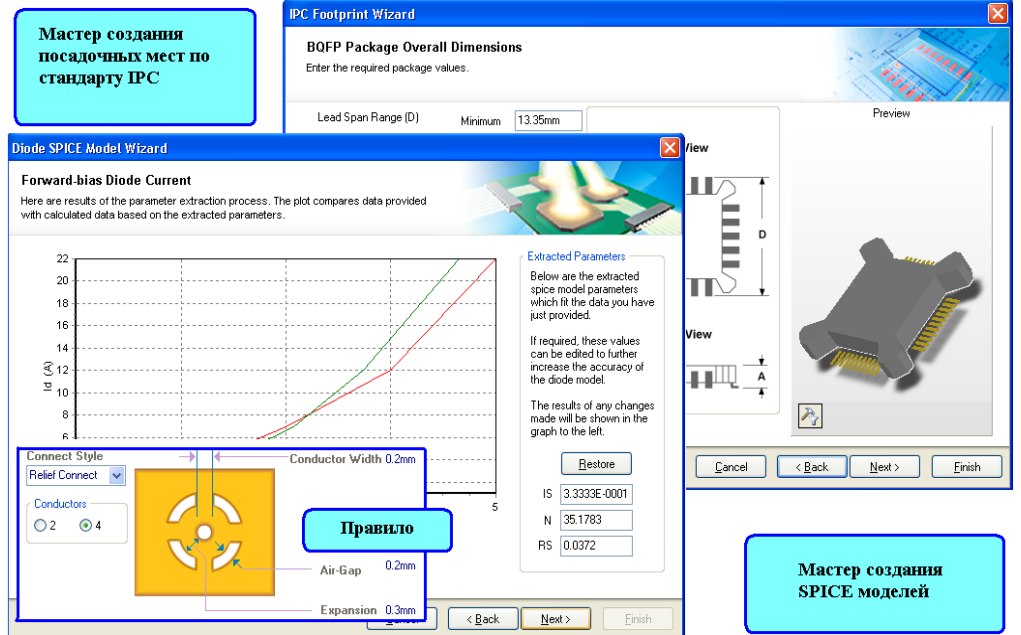 Мастер создания
посадочных мест по
стандарту IPC
IPC Footprint Wizard
BQFP Package Overall Dimensions
Enter the required package values.
Lead Span Range (D)
Minimum 13.35mm
Preview
View
D
View
A
Cancel
< Back
Next >
Finish
Diode SPICE Model Wizard
Forward-bias Diode Current
Here are results of the parameter extraction process. The plot compares data provided
with calculated data based on the extracted parameters.
22
20
18
16
14
12
10
8
6
Id (A)
5
Extracted Parameters
Below are the extracted
spice model parameters
which fit the data you have
just provided.
If required, these values
can be edited to further
increase the accuracy of
the diode model.
The results of any changes
made will be shown in the
graph to the left.
Restore
IS 3.3333E-0001
N 35.1783
RS 0.0372
< Back
Next >
Finish
Connect Style
Relief Connect
Conductors
2 4
Conductor Width 0.2mm
Air-Gap 0.2mm
Expansion 0.3mm
Правило
Мастер создания
SPICE моделей